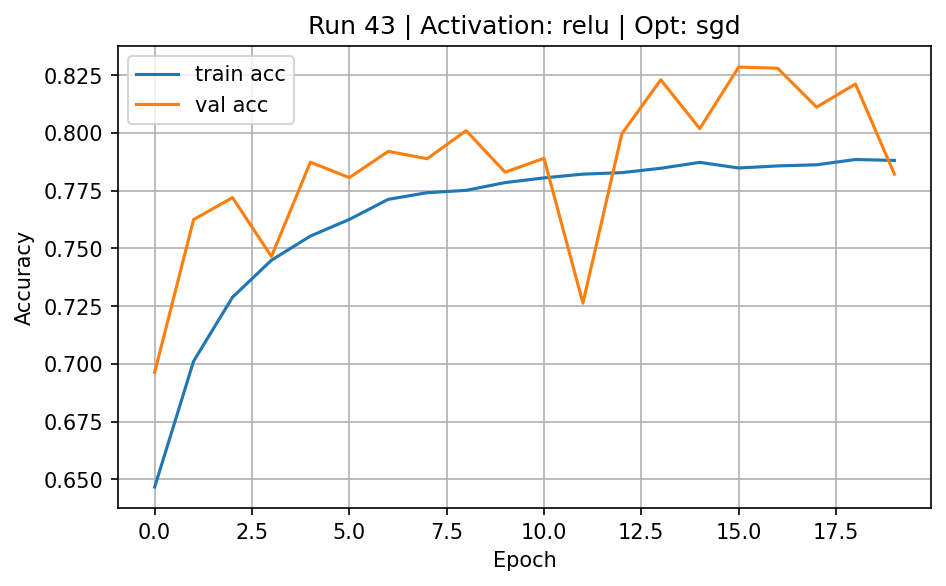 Run 43 | Activation: relu | Opt: sgd
train acc
val acc
0.825
0.800
0.775
0.750
0.725
0.700
0.675
0.650
Accuracy
0.0 2.5 5.0 7.5 10.0 12.5 15.0 17.5
Epoch